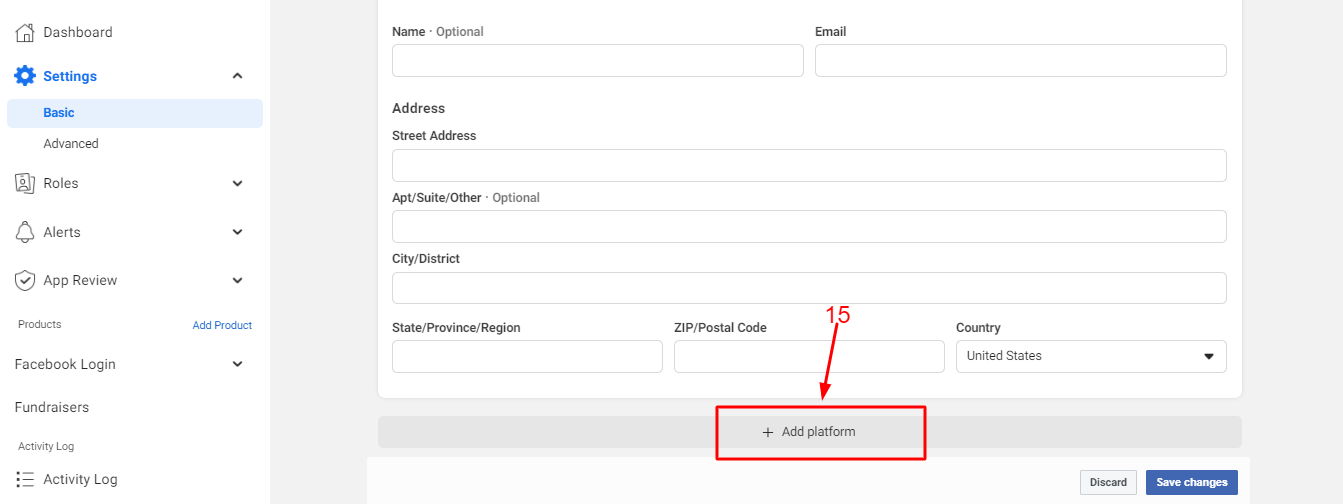 Dashboard
Settings
Basic
Advanced
Roles
Alerts
App Review
Products
Add Product
Facebook Login
Fundraisers
Activity Log
Activity Log
Name · Optional
Email
Address
Street Address
Apt/Suite/Other · Optional
City/District
15
State/Province/Region
ZIP/Postal Code
Country
United States
+ Add platform
Discard
Save changes